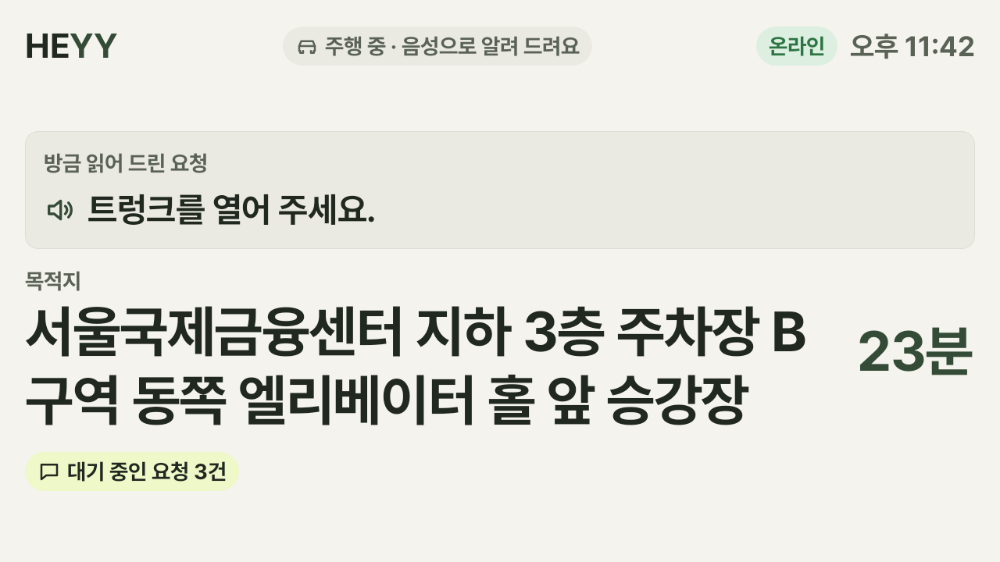 HEYY
주행 중 · 음성으로 알려 드려요
온라인
오후 11:42
방금 읽어 드린 요청
트렁크를 열어 주세요.
목적지
서울국제금융센터 지하 3층 주차장 B
구역 동쪽 엘리베이터 홀 앞 승강장
23분
대기 중인 요청 3건